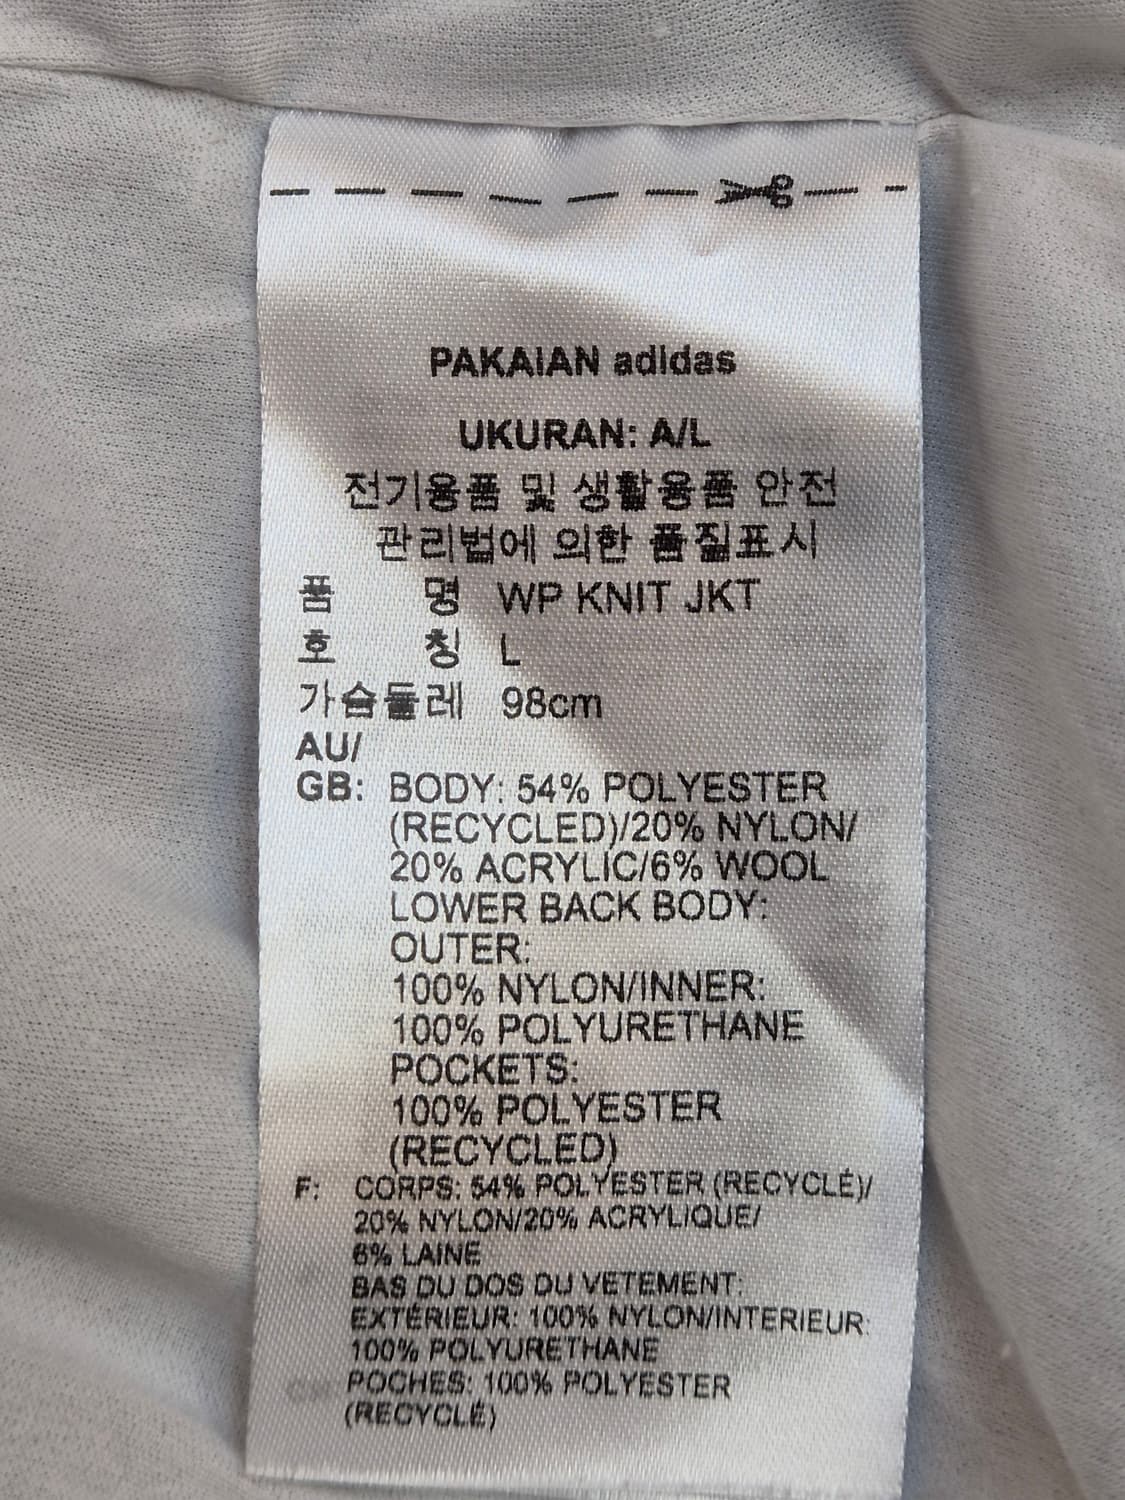 PAKAIAN adidas
UKURAN: A/L
전기용품 및 생활용품 안전
관리법에 의한 품질표시
품 명 WP KNIT JKT
호 칭 L
가슴둘레 98cm
AU/
GB: BODY: 54% POLYESTER
(RECYCLED)/20% NYLON/
20% ACRYLIC/6% WOOL
LOWER BACK BODY:
OUTER:
100% NYLON/INNER:
100% POLYURETHANE
POCKETS:
100% POLYESTER
(RECYCLED)
F: CORPS: 54% POLYESTER (RECYCLÉ)/
20% NYLON/20% ACRYLIQUE/
6% LAINE
BAS DU DOS DU VETEMENT:
EXTÉRIEUR: 100% NYLON/INTERIEUR:
100% POLYURETHANE
POCHES: 100% POLYESTER
(RECYCLÉ)